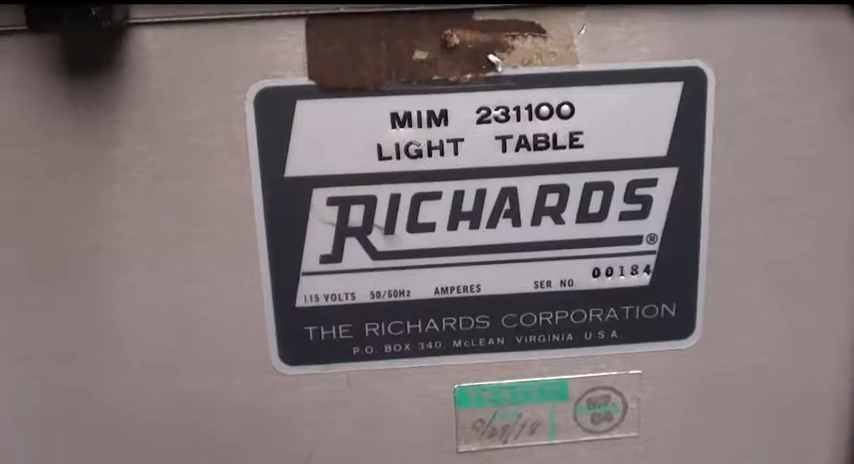 MIM 231100
LIGHT TABLE
RICHARDS®
115 VOLTS 50/60Hz AMPERES SER NO. 00184
THE RICHARDS CORPORATION
P.O. BOX 340, McLEAN, VIRGINIA, U.S.A
TESTED